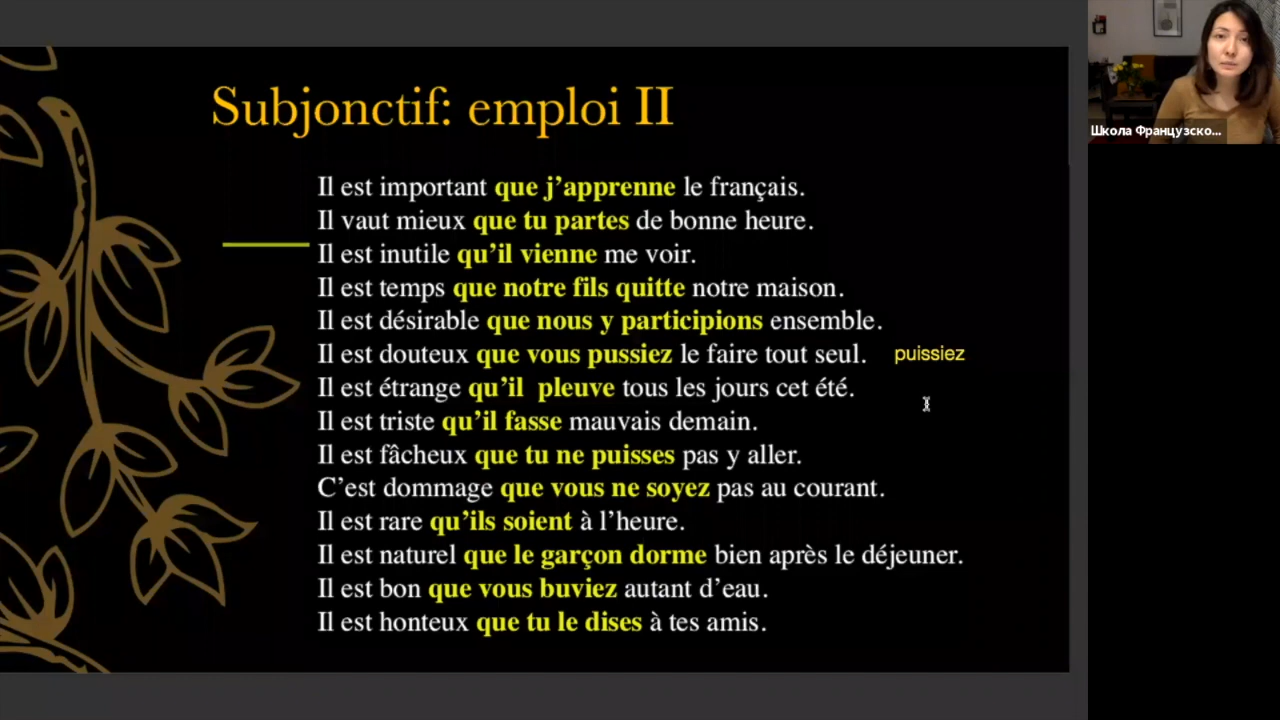 Subjonctif: emploi II
Il est important que j’apprenne le français.
Il vaut mieux que tu partes de bonne heure.
Il est inutile qu’il vienne me voir.
Il est temps que notre fils quitte notre maison.
Il est désirable que nous y participions ensemble.
Il est douteux que vous pussiez le faire tout seul. puissiez
Il est étrange qu’il pleuve tous les jours cet été.
Il est triste qu’il fasse mauvais demain.
Il est fâcheux que tu ne puisses pas y aller.
C’est dommage que vous ne soyez pas au courant.
Il est rare qu’ils soient à l’heure.
Il est naturel que le garçon dorme bien après le déjeuner.
Il est bon que vous buviez autant d’eau.
Il est honteux que tu le dises à tes amis.
Школа Французско...